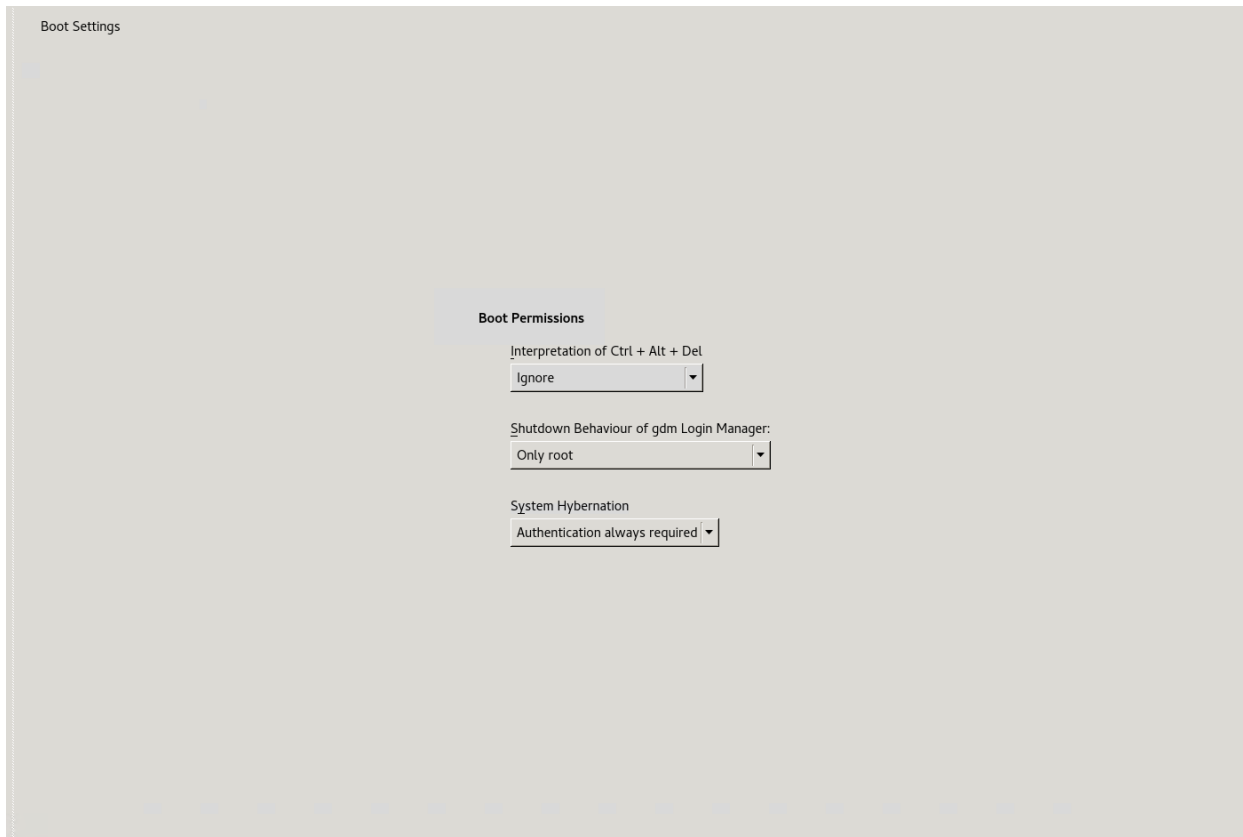 Boot Settings
Boot Permissions
Interpretation of Ctrl + Alt + Del
Ignore
Shutdown Behaviour of gdm Login Manager:
Only root
System Hybernation
Authentication always required